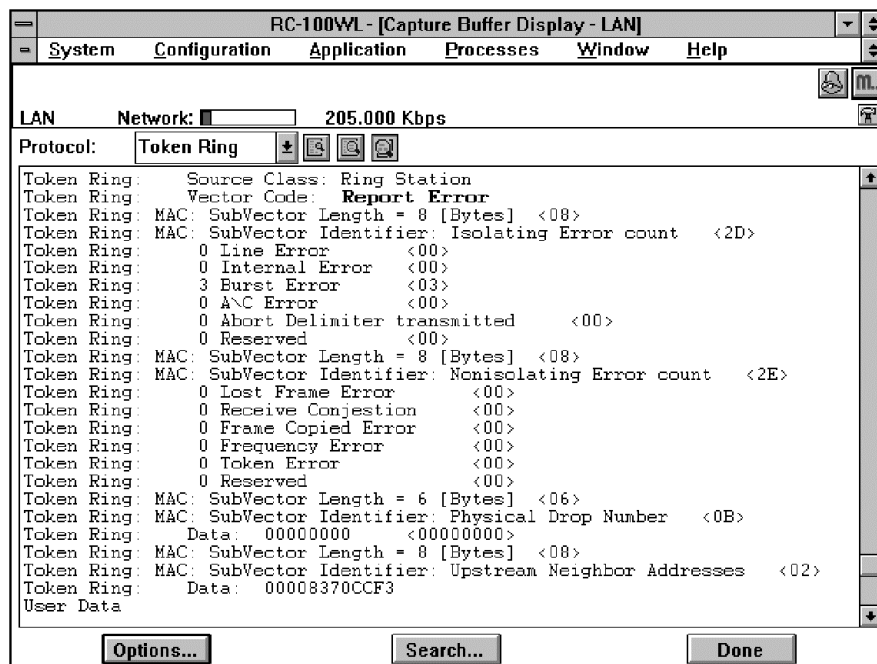 RC-100WL - [Capture Buffer Display - LAN]
System Configuration Application Processes Window Help
m..
LAN Network: 205.000 Kbps
Protocol: Token Ring
Token Ring: Source Class: Ring Station
Token Ring: Vector Code: Report Error
Token Ring: MAC: SubVector Length = 8 [Bytes] <08>
Token Ring: MAC: SubVector Identifier: Isolating Error count <2D>
Token Ring: 0 Line Error <00>
Token Ring: 0 Internal Error <00>
Token Ring: 3 Burst Error <03>
Token Ring: 0 A\C Error <00>
Token Ring: 0 Abort Delimiter transmitted <00>
Token Ring: 0 Reserved <00>
Token Ring: MAC: SubVector Length = 8 [Bytes] <08>
Token Ring: MAC: SubVector Identifier: Nonisolating Error count <2E>
Token Ring: 0 Lost Frame Error <00>
Token Ring: 0 Receive Conjestion <00>
Token Ring: 0 Frame Copied Error <00>
Token Ring: 0 Frequency Error <00>
Token Ring: 0 Token Error <00>
Token Ring: 0 Reserved <00>
Token Ring: MAC: SubVector Length = 6 [Bytes] <06>
Token Ring: MAC: SubVector Identifier: Physical Drop Number <0B>
Token Ring: Data: 00000000 <00000000>
Token Ring: MAC: SubVector Length = 8 [Bytes] <08>
Token Ring: MAC: SubVector Identifier: Upstream Neighbor Addresses <02>
Token Ring: Data: 00008370CCF3
User Data
Options... Search... Done